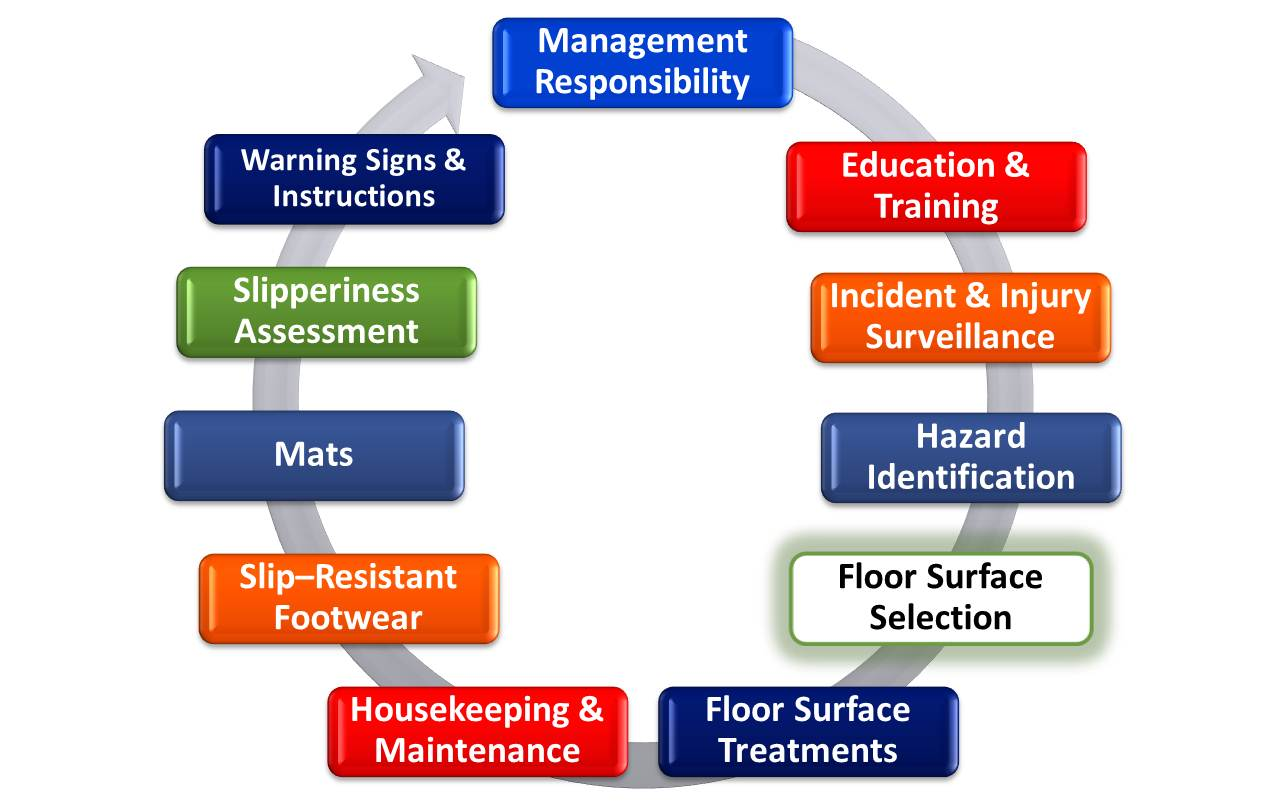 Management
Responsibility
Education &
Training
Incident & Injury
Surveillance
Hazard
Identification
Floor Surface
Selection
Floor Surface
Treatments
Housekeeping &
Maintenance
Slip–Resistant
Footwear
Mats
Slipperiness
Assessment
Warning Signs &
Instructions